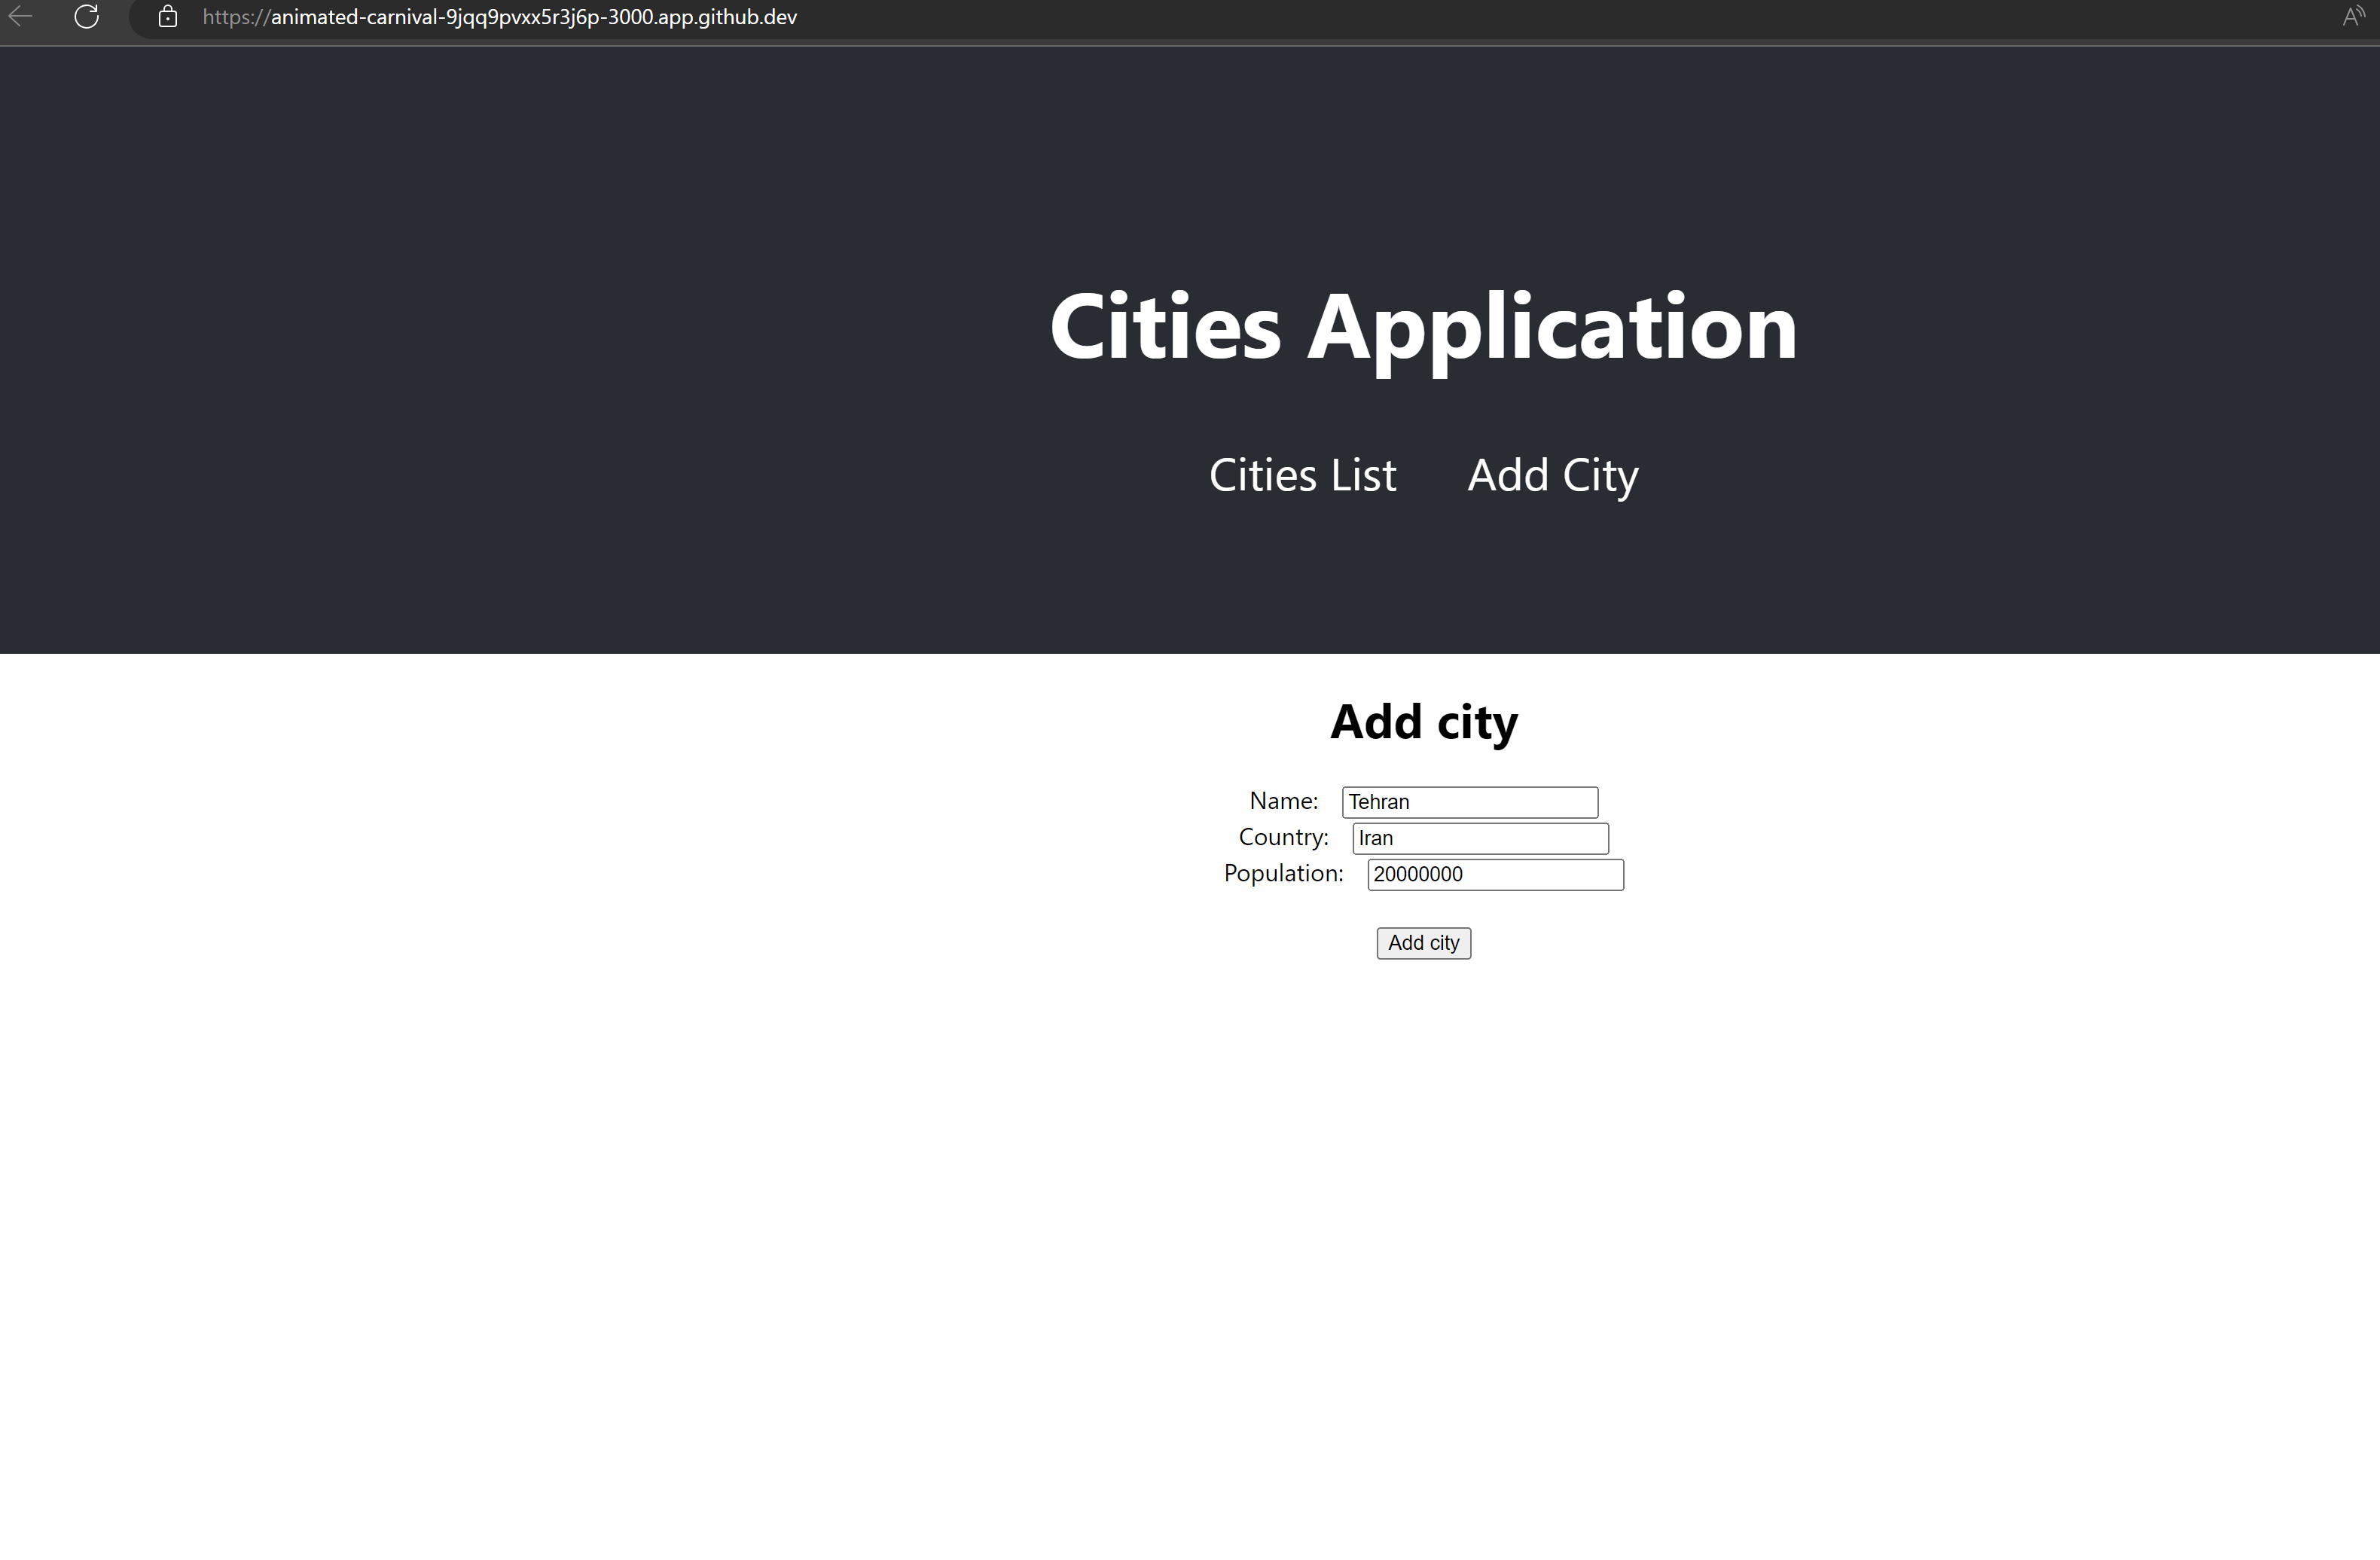 https://animated-carnival-9jqq9pvxx5r3j6p-3000.app.github.dev
Cities Application
Cities List Add City
Add city
Name: Tehran
Country: Iran
Population: 20000000
Add city